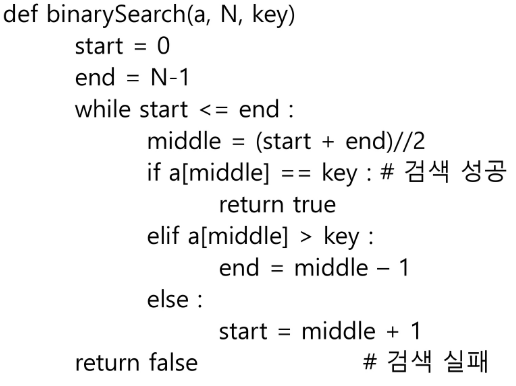 def binarySearch(a, N, key)
start = 0
end = N-1
while start <= end :
middle = (start + end)//2
if a[middle] == key : # 검색 성공
return true
elif a[middle] > key :
end = middle – 1
else :
start = middle + 1
return false # 검색 실패